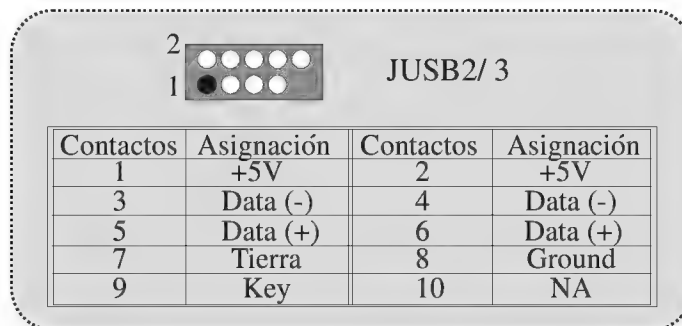 2
1
JUSB2/ 3
Contactos Asignación Contactos Asignación
1 +5V 2 +5V
3 Data (-) 4 Data (-)
5 Data (+) 6 Data (+)
7 Tierra 8 Ground
9 Key 10 NA